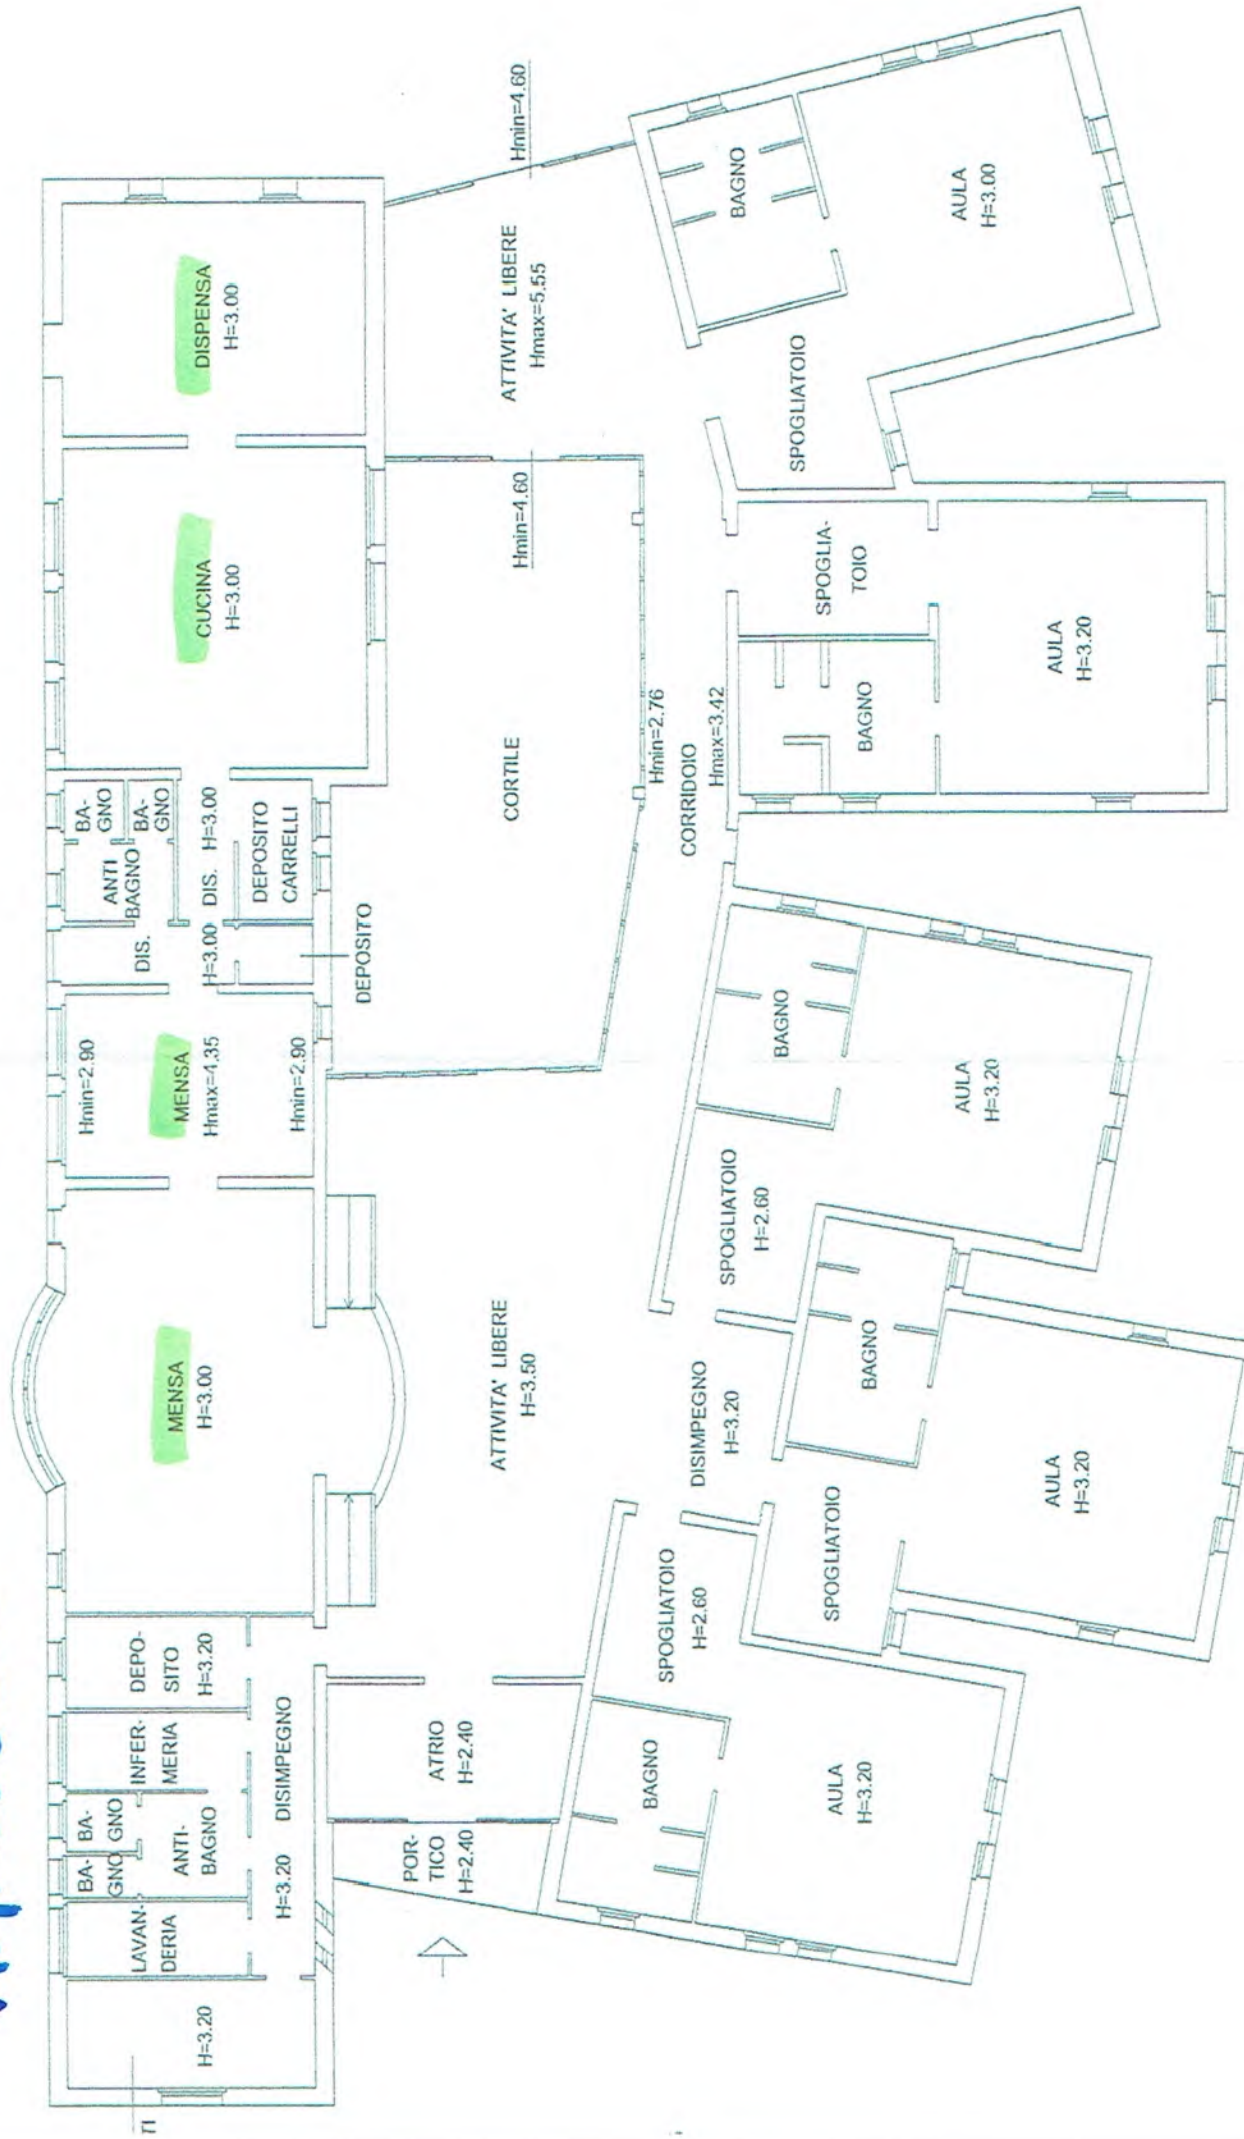 DISPENSA
H=3.00
CUCINA
H=3.00
BA-
GNO
BA-
GNO
ANTI
BAGNO
DIS. H=3.00
DEPOSITO
CARRELLI
DIS.
H=3.00
DEPOSITO
Hmin=2.90
MENSA
Hmax=4.35
Hmin=2.90
MENSA
H=3.00
DEPO-
SITO
H=3.20
INFER-
MERIA
BA-
GNO
BA-
GNO
ANTI-
BAGNO
LAVAN-
DERIA
H=3.20 DISIMPEGNO
H=3.20
TI
Hmin=4.60
ATTIVITA' LIBERE
Hmax=5.55
Hmin=4.60
CORTILE
Hmin=2.76
CORRIDOIO
Hmax=3.42
ATTIVITA' LIBERE
H=3.50
ATRIO
H=2.40
POR-
TICO
H=2.40
BAGNO
AULA
H=3.00
SPOGLIATOIO
SPOGLIA-
TOIO
BAGNO
AULA
H=3.20
BAGNO
AULA
H=3.20
SPOGLIATOIO
H=2.60
DISIMPEGNO
H=3.20
BAGNO
AULA
H=3.20
SPOGLIATOIO
SPOGLIATOIO
H=2.60
BAGNO
AULA
H=3.20